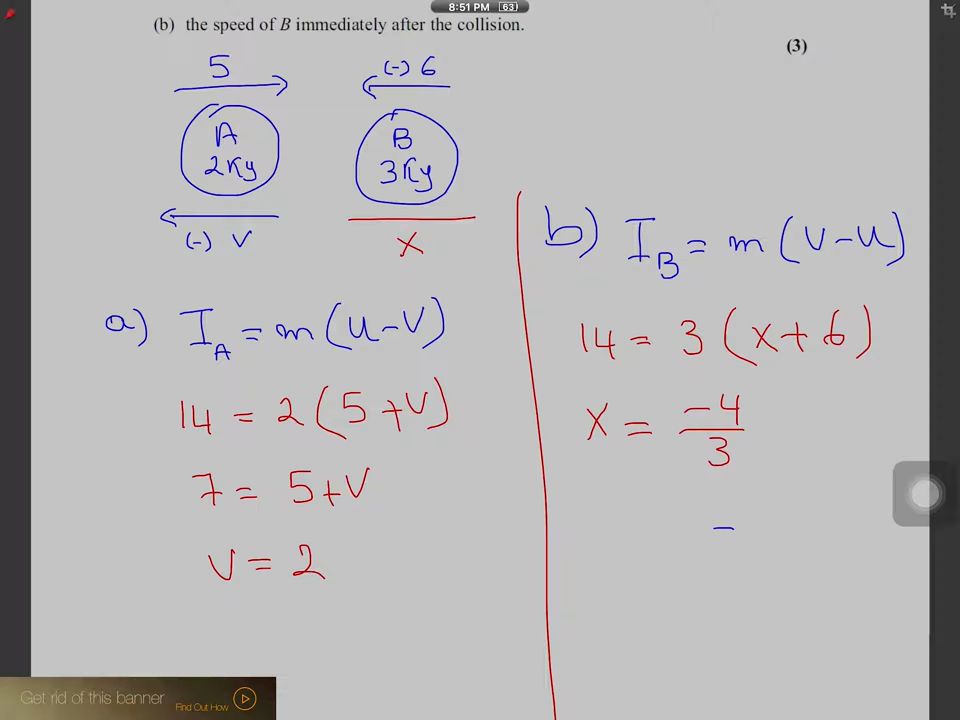 8:51 PM 63
(b) the speed of B immediately after the collision.
(3)
5
(-) 6
A
2Kg
B
3Kg
(-) v
x
a) I_A = m(u-v)
14 = 2(5+v)
7 = 5+v
v = 2
b) I_B = m(v-u)
14 = 3(x+6)
x = -4/3
Get rid of this banner
Find Out How